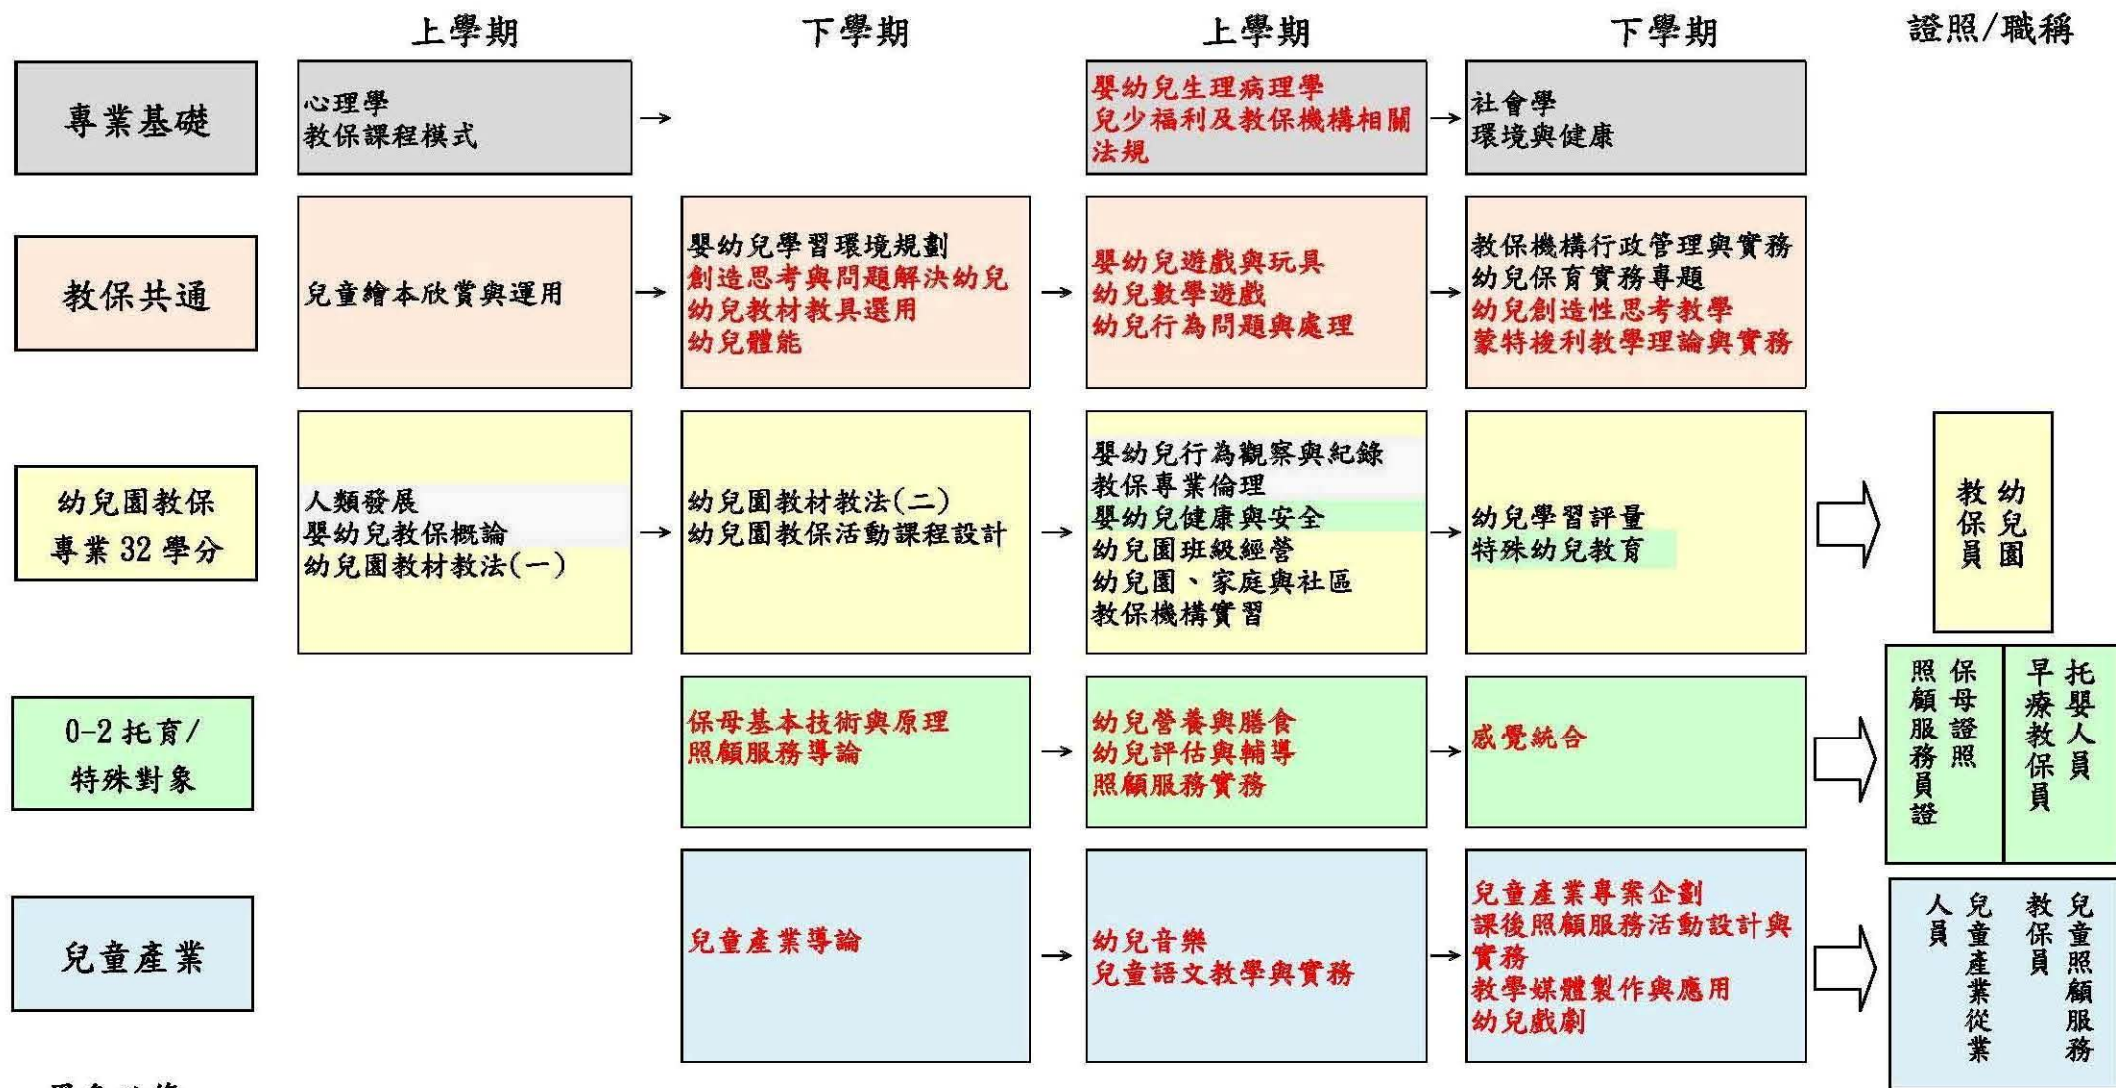 上學期
下學期
上學期
下學期
證照/職稱
專業基礎
心理學
教保課程模式
→
嬰幼兒生理病理學
兒少福利及教保機構相關
法規
→
社會學
環境與健康
教保共通
兒童繪本欣賞與運用
→
嬰幼兒學習環境規劃
創造思考與問題解決幼兒
幼兒教材教具選用
幼兒體能
→
嬰幼兒遊戲與玩具
幼兒數學遊戲
幼兒行為問題與處理
→
教保機構行政管理與實務
幼兒保育實務專題
幼兒創造性思考教學
蒙特梭利教學理論與實務
幼兒園教保
專業 32 學分
人類發展
嬰幼兒教保概論
幼兒園教材教法(一)
→
幼兒園教材教法(二)
幼兒園教保活動課程設計
→
嬰幼兒行為觀察與紀錄
教保專業倫理
嬰幼兒健康與安全
幼兒園班級經營
幼兒園、家庭與社區
教保機構實習
→
幼兒學習評量
特殊幼兒教育
幼兒園
教保員
0-2 托育/
特殊對象
保母基本技術與原理
照顧服務導論
→
幼兒營養與膳食
幼兒評估與輔導
照顧服務實務
→
感覺統合
保母證照
照顧服務員證
托嬰人員
早療教保員
兒童產業
兒童產業導論
→
幼兒音樂
兒童語文教學與實務
→
兒童產業專案企劃
課後照顧服務活動設計與
實務
教學媒體製作與應用
幼兒戲劇
兒童照顧服務
教保員
兒童產業從業
人員